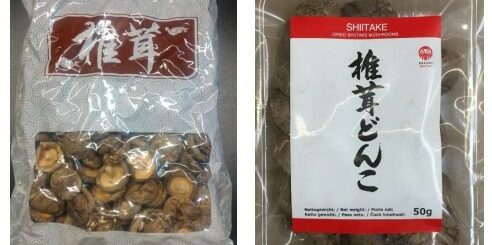 椎茸
SHIITAKE
DRIED SHIITAKE MUSHROOMS
椎茸どんこ
Nettogewicht: / Net weight: / Poids net: /
Netto gewicht: / Peso neto: / Čistá hmotnost:
50g